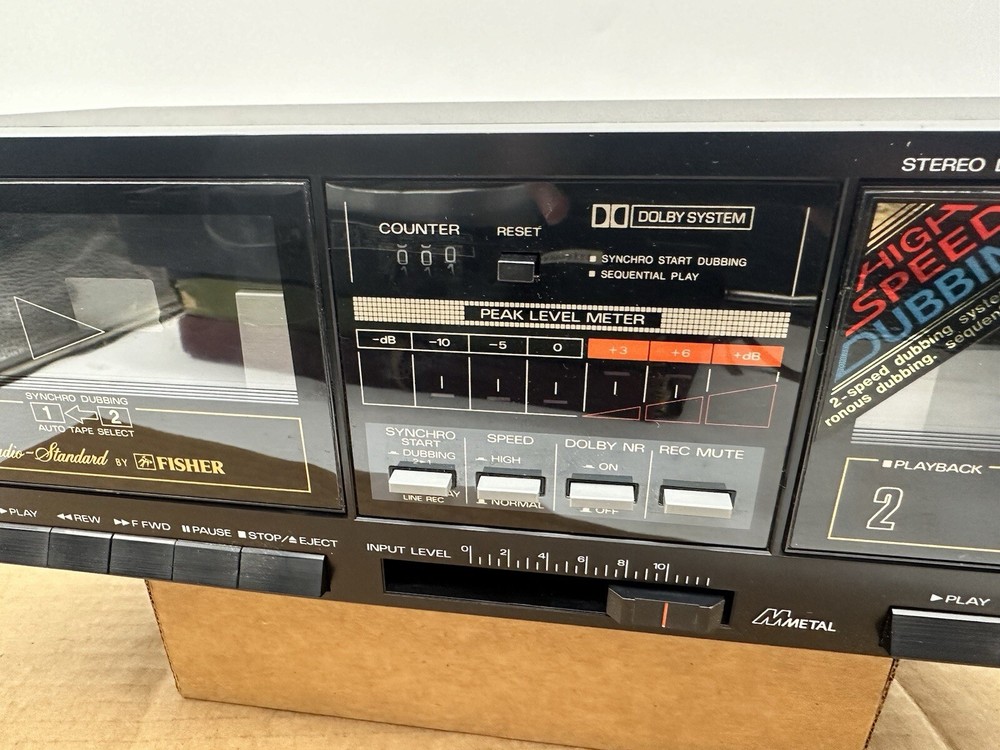 STEREO
COUNTER
RESET
DOLBY SYSTEM
000
SYNCHRO START DUBBING
SEQUENTIAL PLAY
PEAK LEVEL METER
-dB -10 -5 0 +3 +6 +dB
HIGH
SPEED
2-speed dubbing
ronous dubbing.
SYNCHRO DUBBING
1 2
AUTO TAPE SELECT
Standard BY FISHER
SYNCHRO
START
DUBBING
LINE REC
SPEED
HIGH
NORMAL
DOLBY NR
ON
OFF
REC MUTE
PLAYBACK
2
▶PLAY ◀◀REW ▶▶F FWD ❚❚PAUSE ■STOP/⏏EJECT
INPUT LEVEL 0 2 4 6 8 10
METAL
▶PLAY